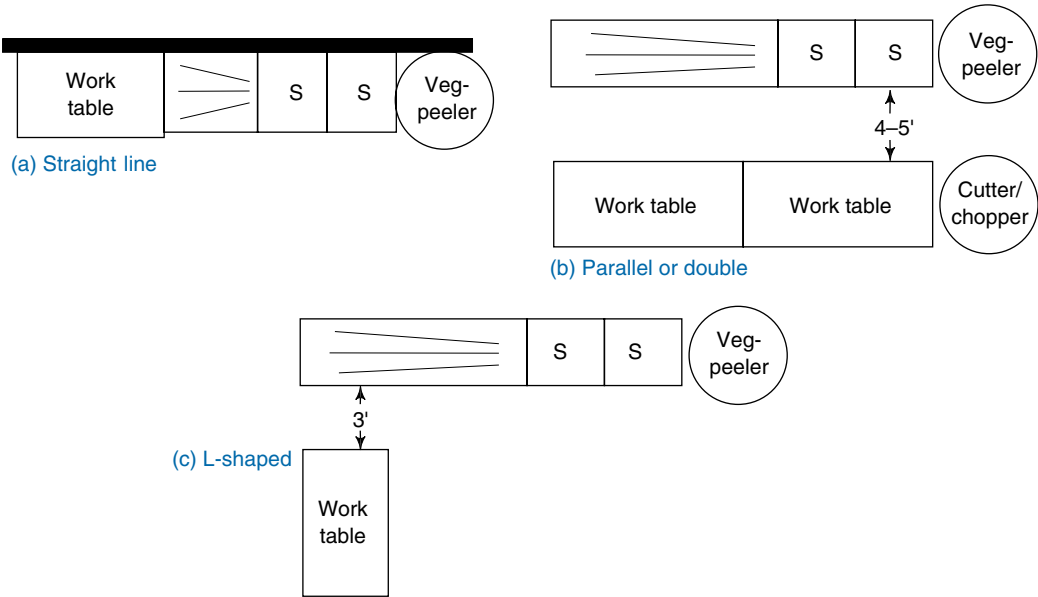 Work
table
S
S
Veg-
peeler
(a) Straight line
S
S
Veg-
peeler
4–5'
Work table
Work table
Cutter/
chopper
(b) Parallel or double
S
S
Veg-
peeler
3'
(c) L-shaped
Work
table